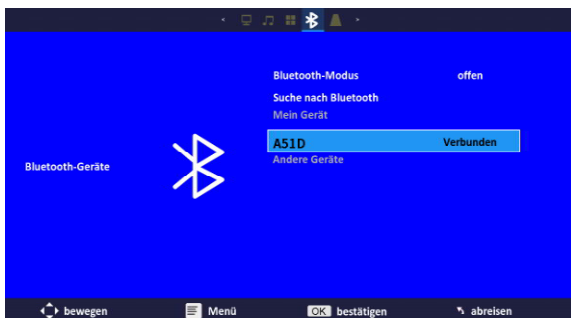 Bluetooth-Modus offen
Suche nach Bluetooth
Mein Gerät
A51D Verbunden
Andere Geräte
Bluetooth-Geräte
bewegen Menü OK bestätigen abreisen